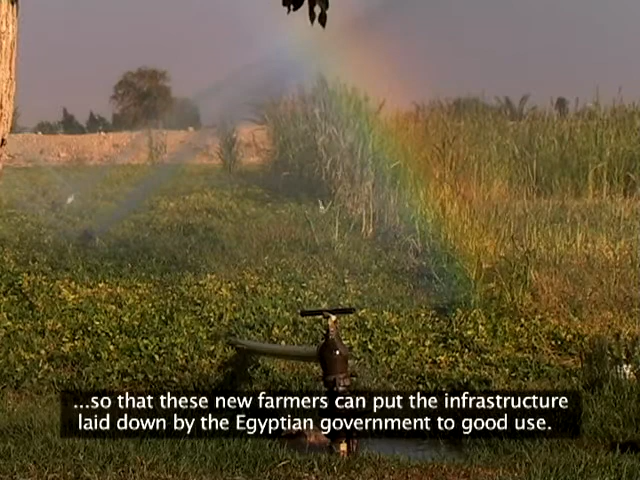 ...so that these new farmers can put the infrastructure
laid down by the Egyptian government to good use.